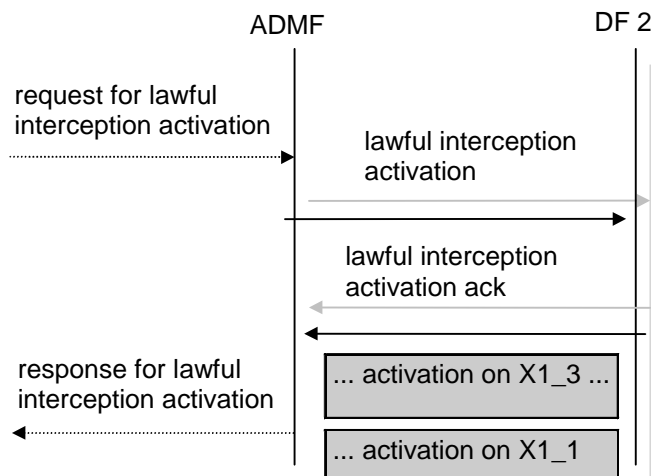 ADMF
DF 2
request for lawful
interception activation
lawful interception
activation
lawful interception
activation ack
response for lawful
interception activation
... activation on X1_3 ...
... activation on X1_1